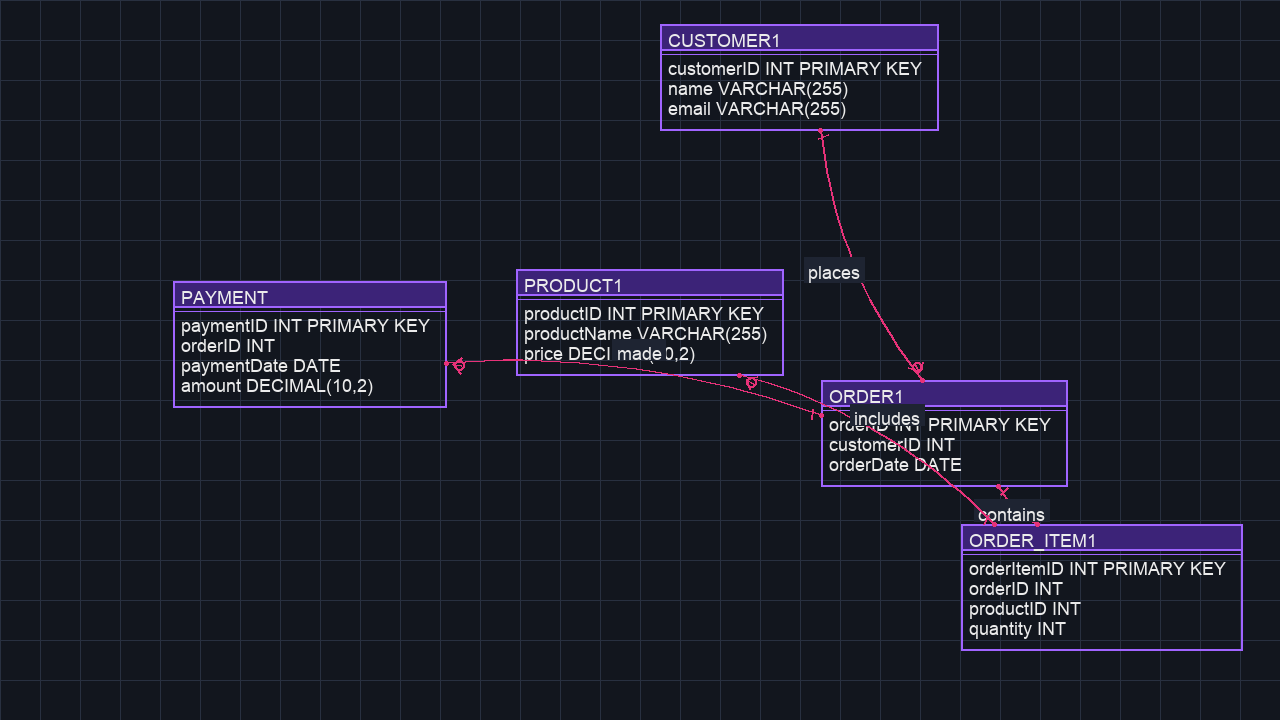 CUSTOMER1
customerID INT PRIMARY KEY
name VARCHAR(255)
email VARCHAR(255)
places
PAYMENT
paymentID INT PRIMARY KEY
orderID INT
paymentDate DATE
amount DECIMAL(10,2)
PRODUCT1
productID INT PRIMARY KEY
productName VARCHAR(255)
price DECI
made
0,2)
ORDER1
includes
orderID INT PRIMARY KEY
customerID INT
orderDate DATE
contains
ORDER_ITEM1
orderItemID INT PRIMARY KEY
orderID INT
productID INT
quantity INT